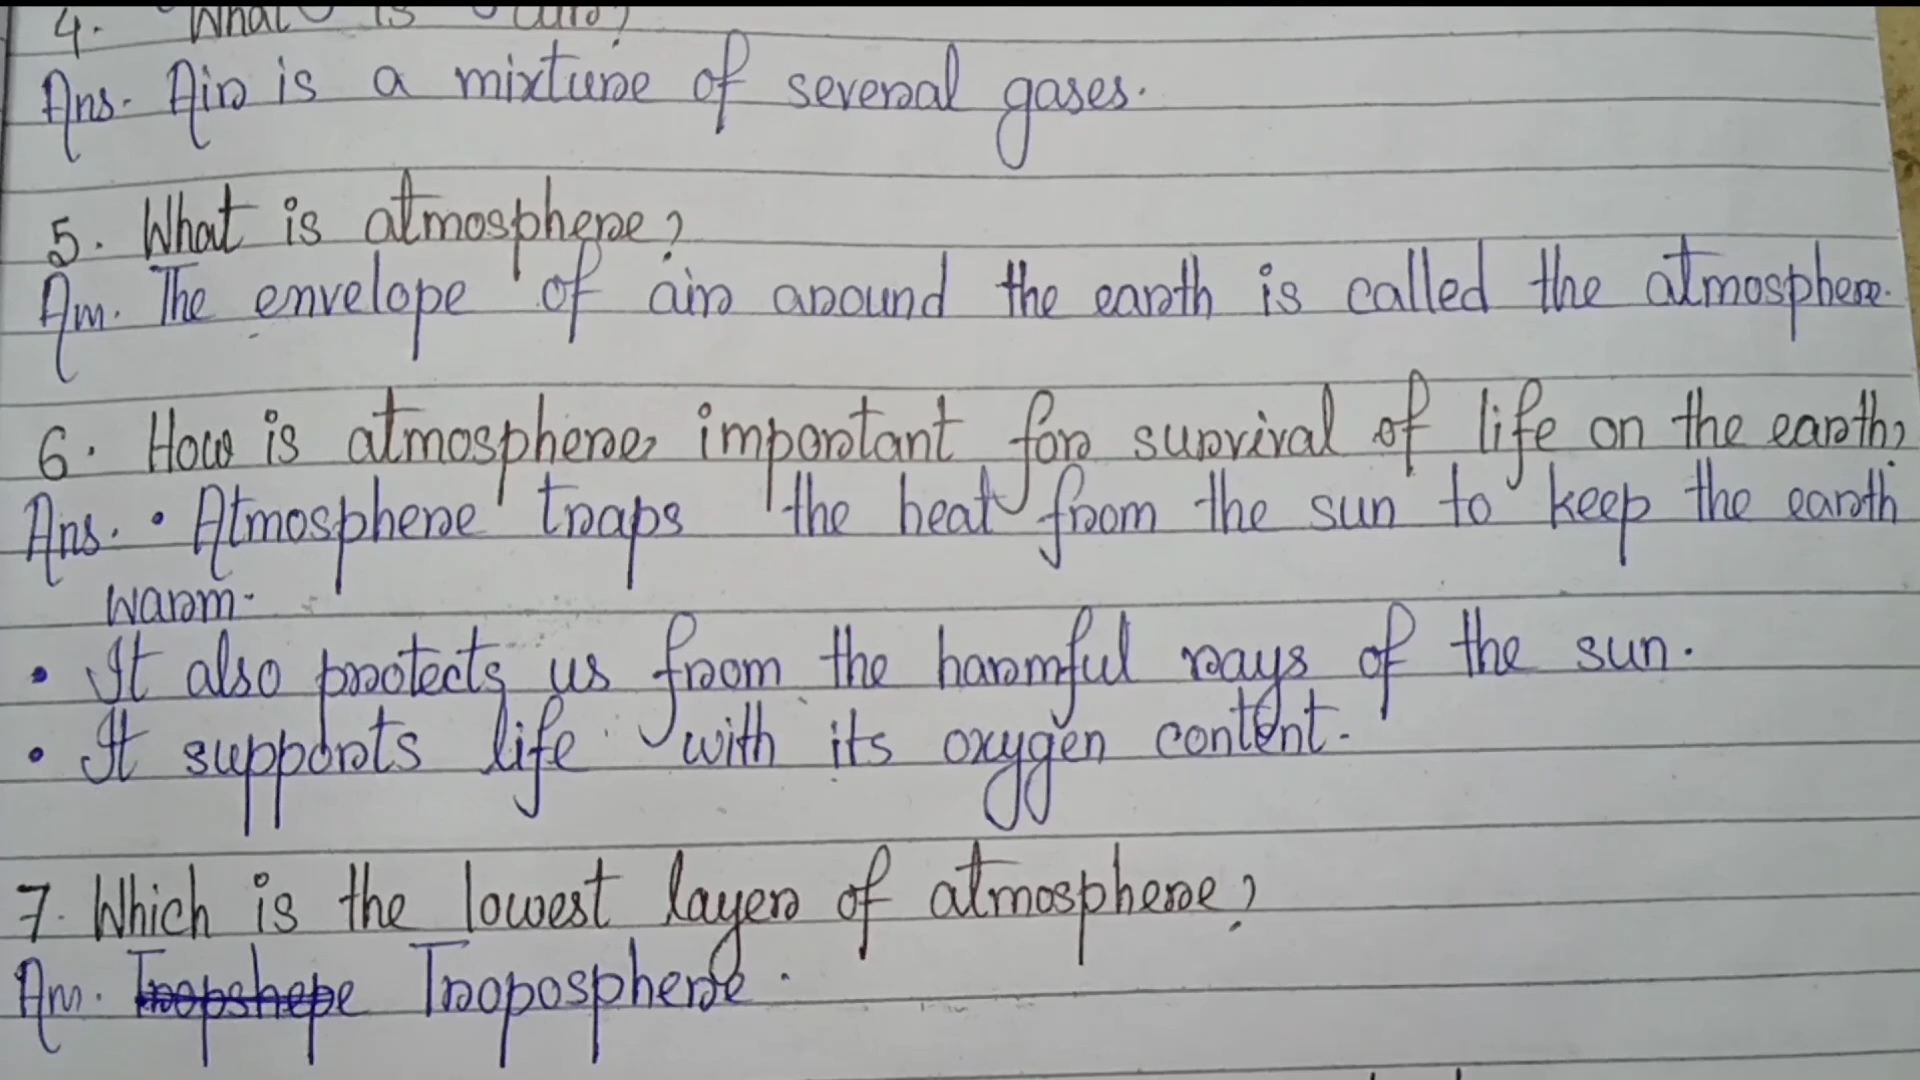 4. What is air?
Ans. Air is a mixture of several gases.
5. What is atmosphere?
Ans. The envelope of air around the earth is called the atmosphere.
6. How is atmosphere important for survival of life on the earth?
Ans. • Atmosphere traps the heat from the sun to keep the earth
warm.
• It also protects us from the harmful rays of the sun.
• It supports life with its oxygen content.
7. Which is the lowest layer of atmosphere?
Ans. Troposphere.